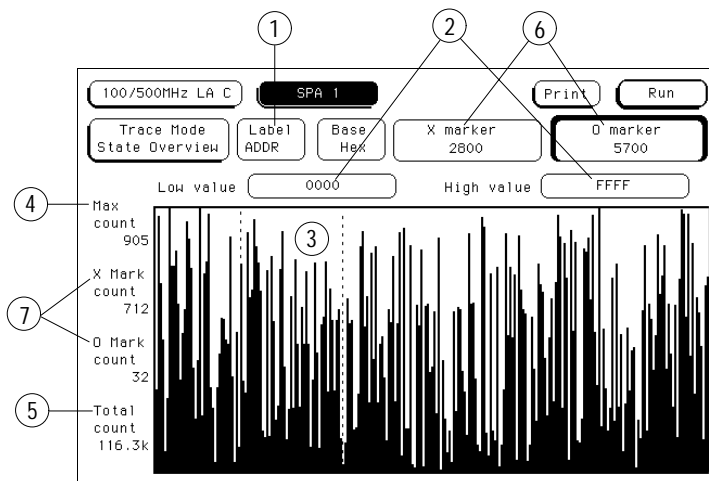 1
2
6
100/500MHz LA C
SPA 1
Print
Run
Trace Mode
State Overview
Label
ADDR
Base
Hex
X marker
2800
O marker
5700
Low value
0000
High value
FFFF
4
Max
count
905
3
X Mark
count
712
7
O Mark
count
32
5
Total
count
116.3k